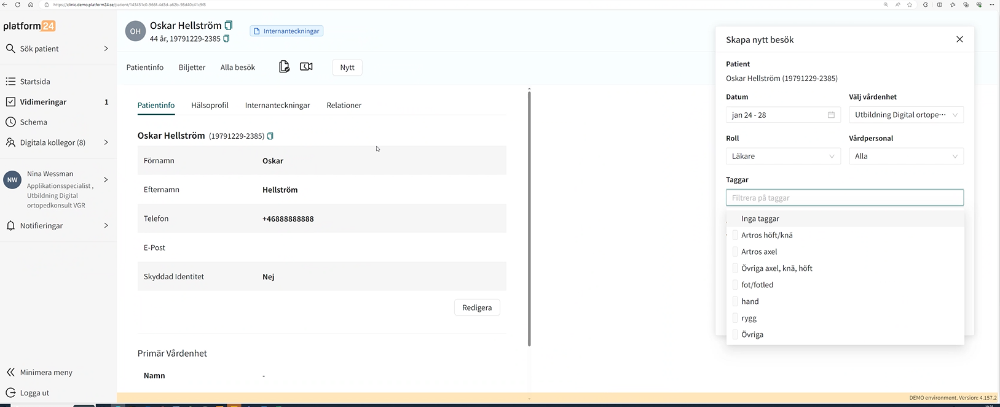 https://clinic.demo.platform24.se/patient/143451c0-966f-4d3d-a62b-98d40c41c9f8
platform24
Sök patient
Startsida
Vidimeringar 1
Schema
Digitala kollegor (8)
NW
Nina Wessman
Applikationsspecialist ,
Utbildning Digital
ortopedkonsult VGR
Notifieringar
Minimera meny
Logga ut
OH
Oskar Hellström
44 år, 19791229-2385
Internanteckningar
Patientinfo Biljetter Alla besök Nytt
Patientinfo Hälsoprofil Internanteckningar Relationer
Oskar Hellström (19791229-2385)
Förnamn Oskar
Efternamn Hellström
Telefon +46888888888
E-Post
Skyddad Identitet Nej
Redigera
Primär Vårdenhet
Namn -
Skapa nytt besök
Patient
Oskar Hellström (19791229-2385)
Datum Välj vårdenhet
jan 24 - 28 Utbildning Digital ortope···
Roll Vårdpersonal
Läkare Alla
Taggar
Filtrera på taggar
Inga taggar
Artros höft/knä
Artros axel
Övriga axel, knä, höft
fot/fotled
hand
rygg
Övriga
DEMO environment. Version: 4.157.2